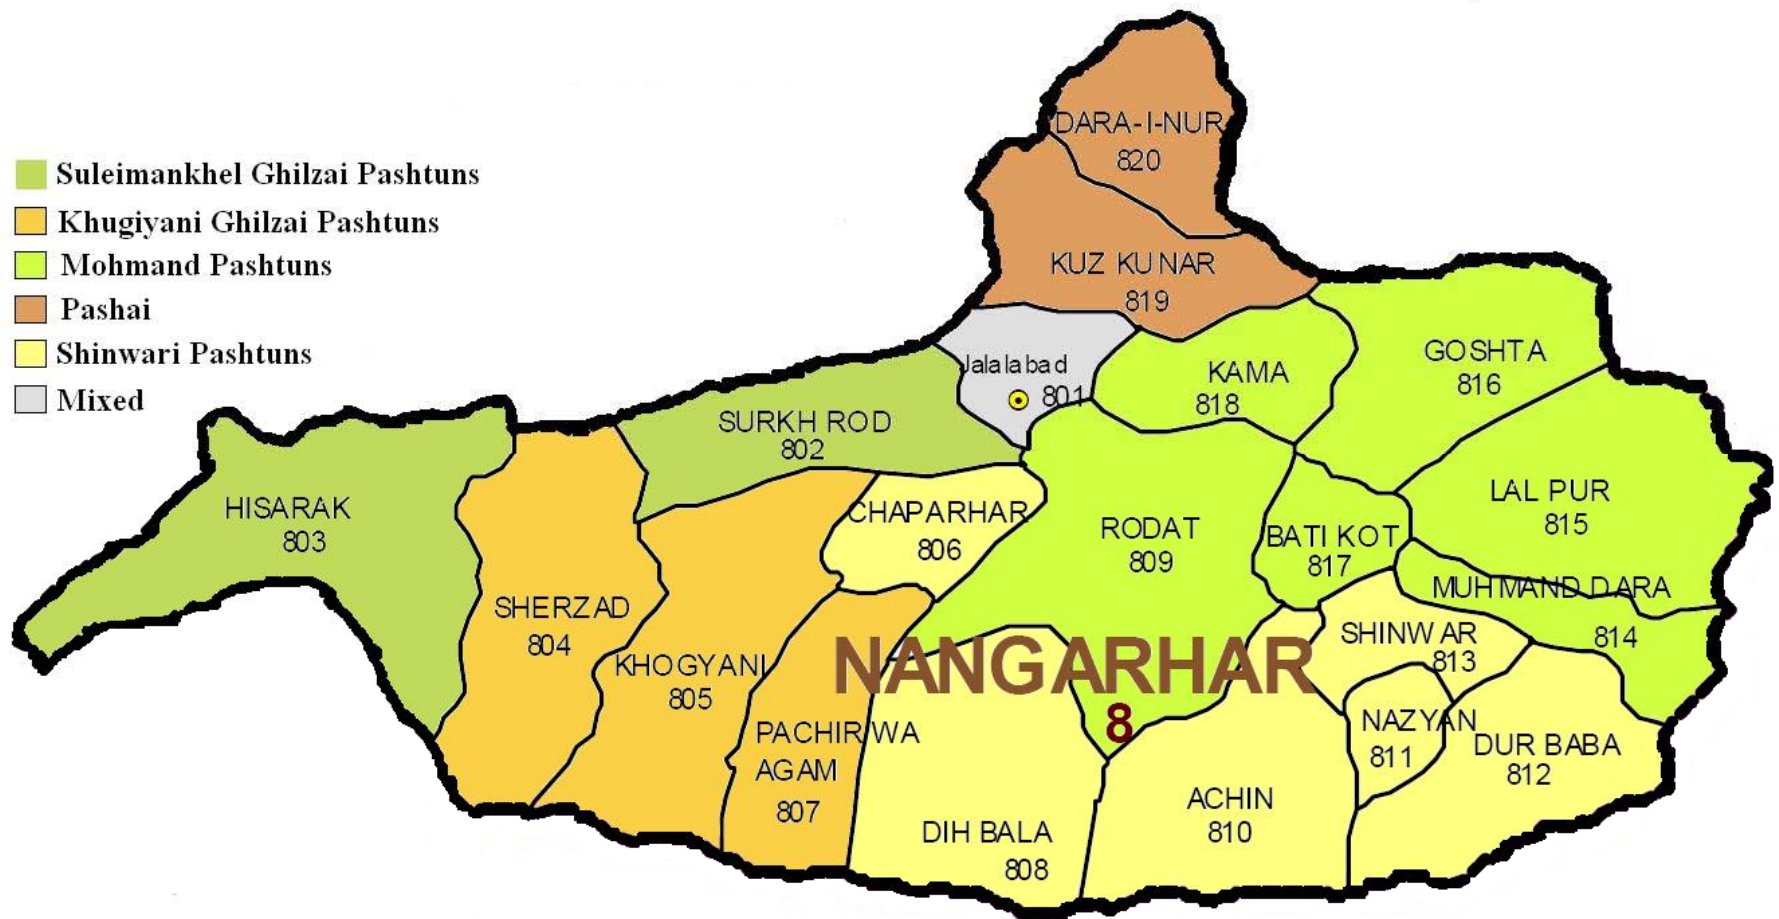 Suleimankhel Ghilzai Pashtuns
Khugiyani Ghilzai Pashtuns
Mohmand Pashtuns
Pashai
Shinwari Pashtuns
Mixed
DARA-I-NUR
820
KUZ KUNAR
819
Jalalabad
801
KAMA
818
GOSHTA
816
SURKH ROD
802
HISARAK
803
LAL PUR
815
CHAPARHAR
806
RODAT
809
BATI KOT
817
MUHMAND DARA
814
SHERZAD
804
KHOGYANI
805
NANGARHAR
8
SHINWAR
813
NAZYAN
811
DUR BABA
812
PACHIR WA
AGAM
807
DIH BALA
808
ACHIN
810